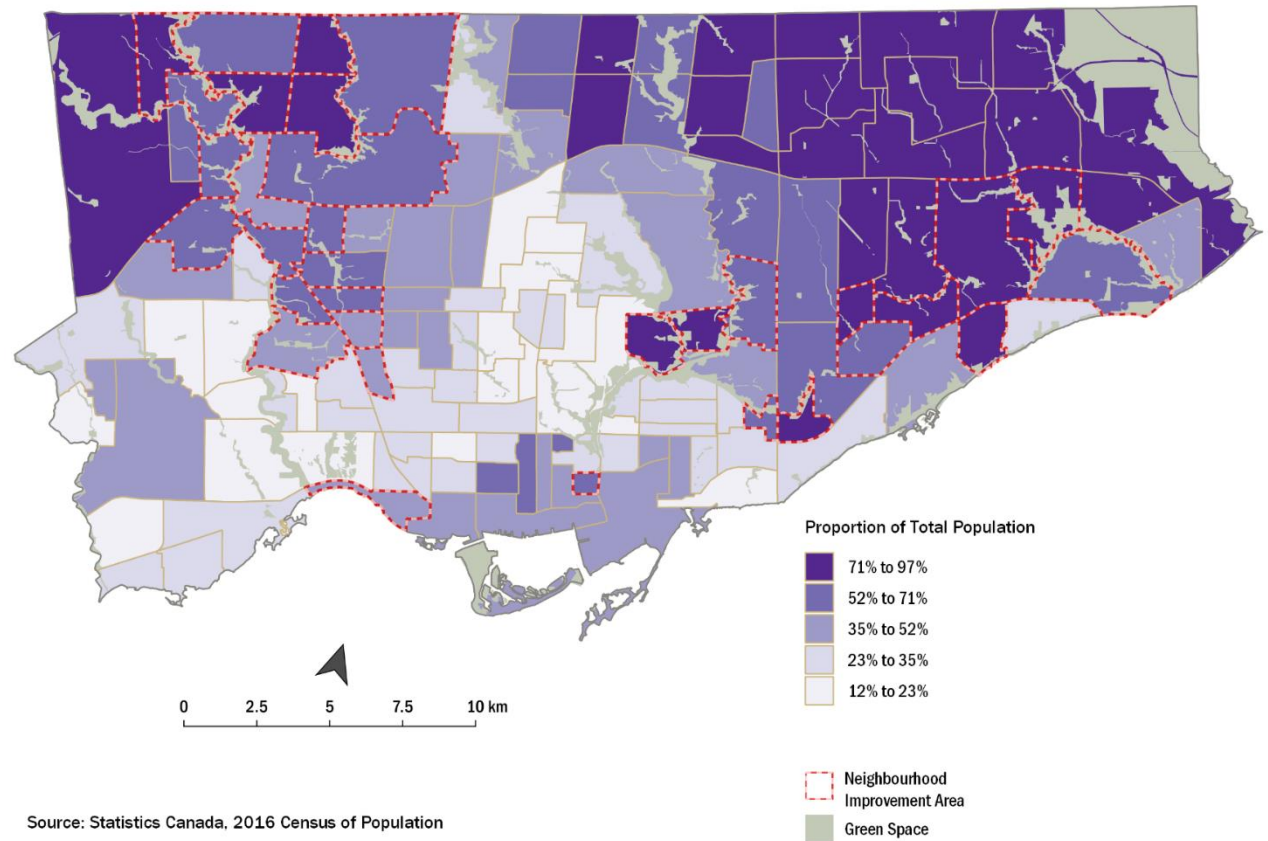 Proportion of Total Population
71% to 97%
52% to 71%
35% to 52%
23% to 35%
12% to 23%
0 2.5 5 7.5 10 km
Neighbourhood
Improvement Area
Green Space
Source: Statistics Canada, 2016 Census of Population